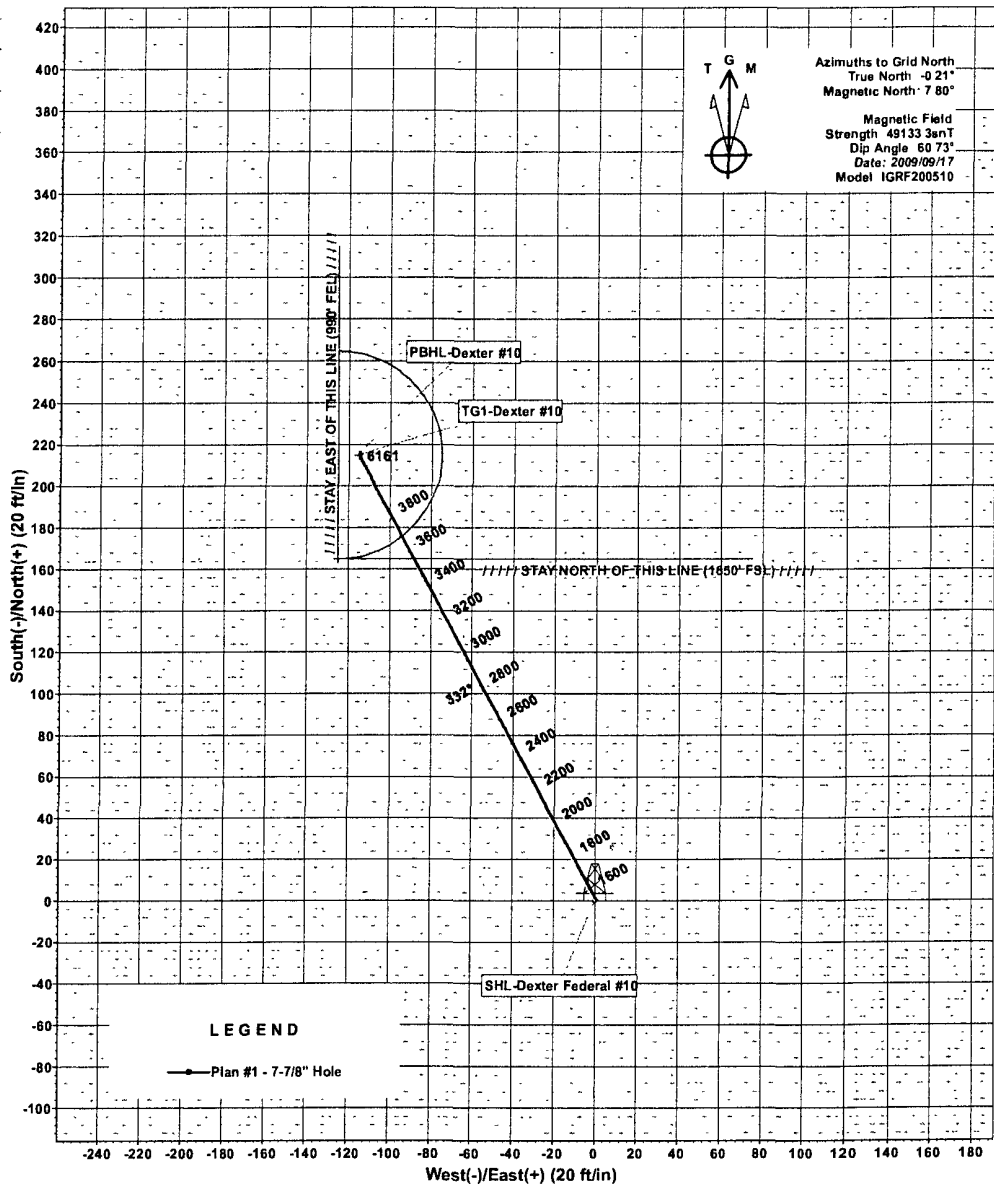 T G M
Azimuths to Grid North
True North -0 21°
Magnetic North· 7 80°
Magnetic Field
Strength 49133 3snT
Dip Angle 60 73°
Date: 2009/09/17
Model IGRF200510
420
400
380
360
340
320
300
280
260
240
220
200
180
160
140
120
100
80
60
40
20
0
-20
-40
-60
-80
-100
South(-)/North(+) (20 ft/in)
///// STAY EAST OF THIS LINE (990' FEL) /////
PBHL-Dexter #10
TG1-Dexter #10
6161
3800
3600
3400
///// STAY NORTH OF THIS LINE (1650' FSL) /////
3200
3000
2800
332°
2600
2400
2200
2000
1800
1600
SHL-Dexter Federal #10
LEGEND
Plan #1 - 7-7/8" Hole
-240 -220 -200 -180 -160 -140 -120 -100 -80 -60 -40 -20 0 20 40 60 80 100 120 140 160 180
West(-)/East(+) (20 ft/in)